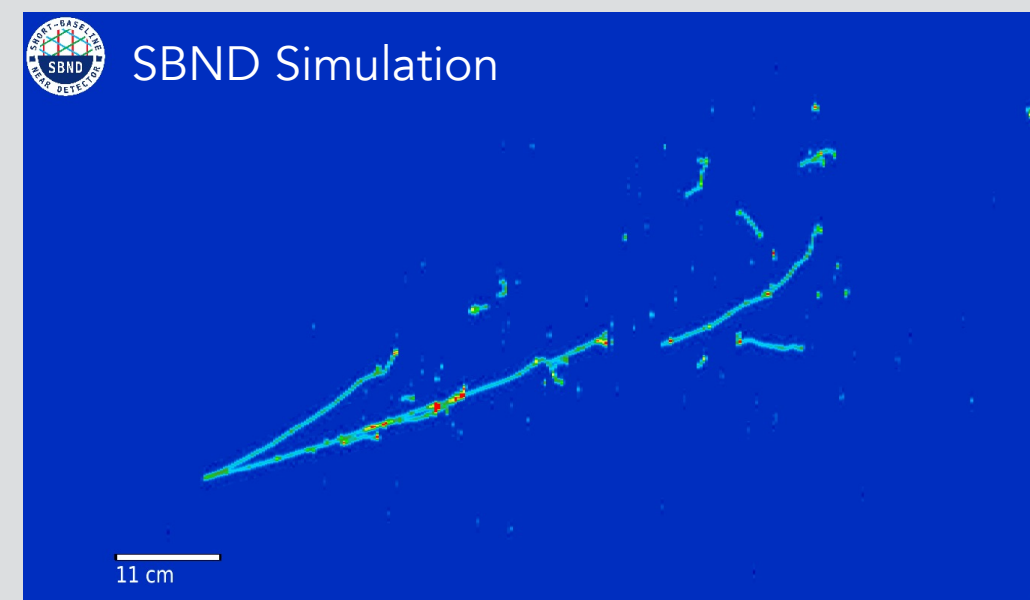 SHORT-BASELINE
SBND
NEAR DETECTOR
SBND Simulation
11 cm